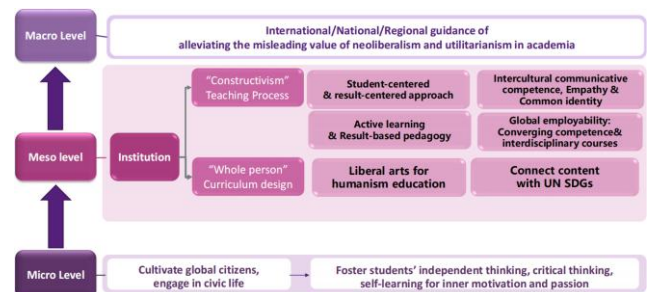 Macro Level
International/National/Regional guidance of
alleviating the misleading value of neoliberalism and utilitarianism in academia
Meso level
Institution
"Constructivism"
Teaching Process
Student-centered
& result-centered approach
Intercultural communicative
competence, Empathy &
Common identity
Active learning
& Result-based pedagogy
Global employability:
Converging competence&
interdisciplinary courses
"Whole person"
Curriculum design
Liberal arts for
humanism education
Connect content
with UN SDGs
Micro Level
Cultivate global citizens,
engage in civic life
Foster students' independent thinking, critical thinking,
self-learning for inner motivation and passion